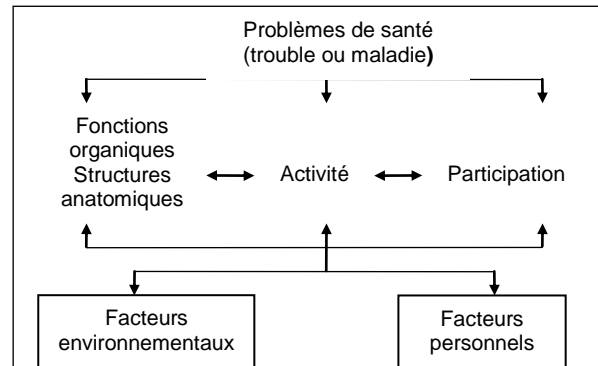 Problèmes de santé
(trouble ou maladie)
Fonctions
organiques
Structures
anatomiques
Activité
Participation
Facteurs
environnementaux
Facteurs
personnels